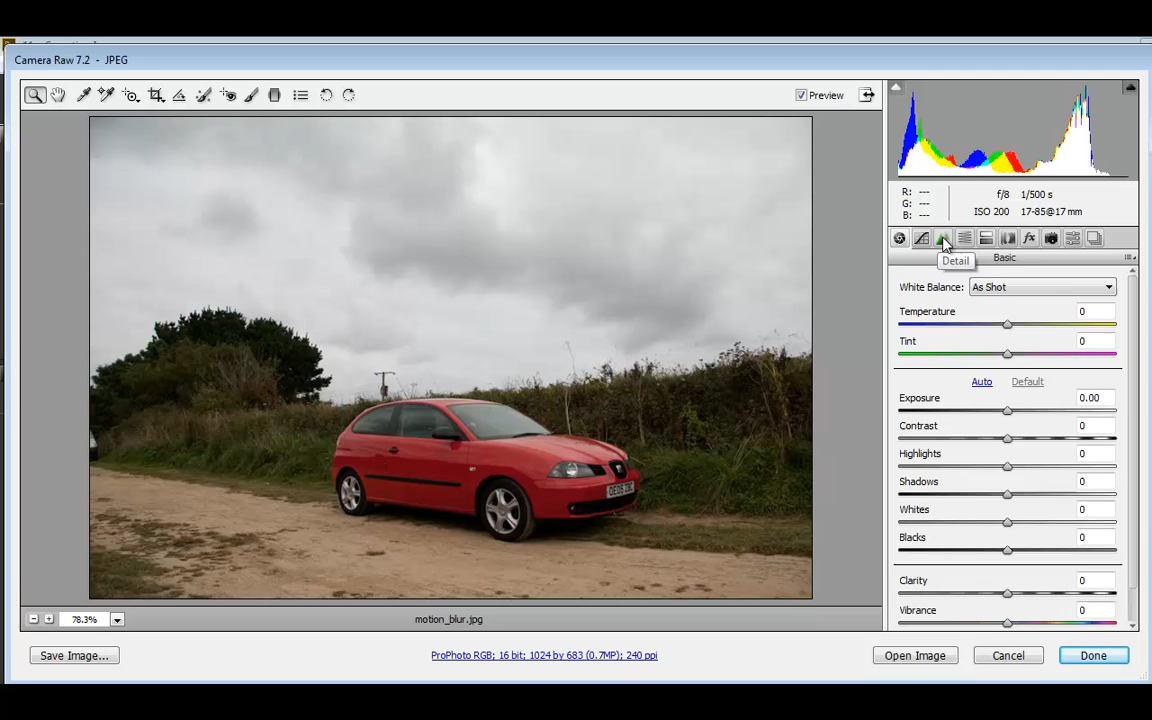 Camera Raw 7.2 - JPEG
Preview
R: ---
G: ---
B: ---
f/8 1/500 s
ISO 200 17-85@17 mm
fx
Detail
Basic
White Balance: As Shot
Temperature 0
Tint 0
Auto Default
Exposure 0.00
Contrast 0
Highlights 0
Shadows 0
Whites 0
Blacks 0
Clarity 0
Vibrance 0
78.3%
motion_blur.jpg
Save Image...
ProPhoto RGB; 16 bit; 1024 by 683 (0.7MP); 240 ppi
Open Image
Cancel
Done